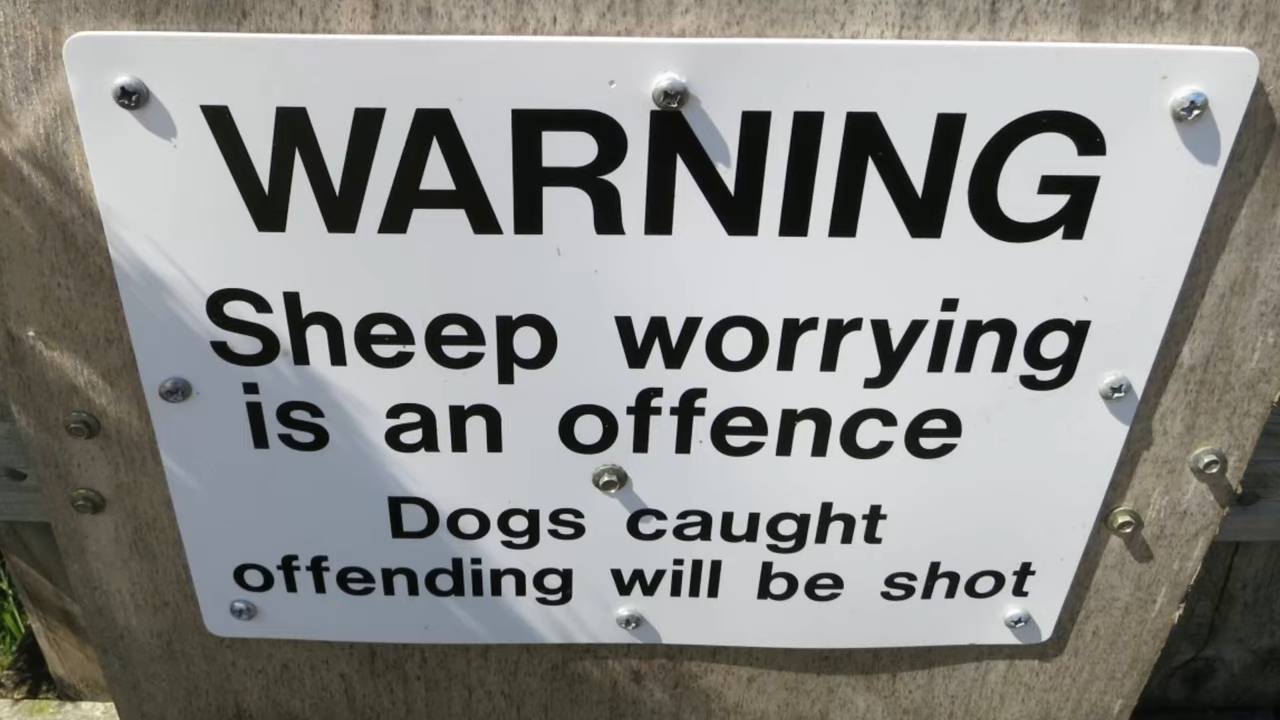 WARNING
Sheep worrying
is an offence
Dogs caught
offending will be shot